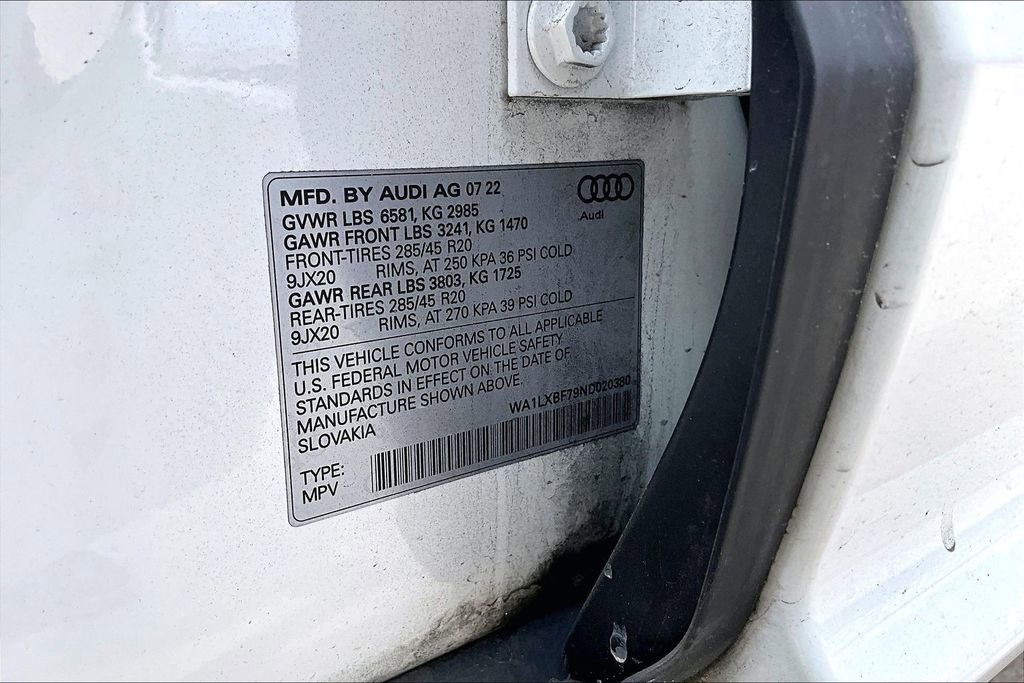 MFD. BY AUDI AG 07 22
Audi
GVWR LBS 6581, KG 2985
GAWR FRONT LBS 3241, KG 1470
FRONT-TIRES 285/45 R20
9JX20 RIMS, AT 250 KPA 36 PSI COLD
GAWR REAR LBS 3803, KG 1725
REAR-TIRES 285/45 R20
9JX20 RIMS, AT 270 KPA 39 PSI COLD
THIS VEHICLE CONFORMS TO ALL APPLICABLE
U.S. FEDERAL MOTOR VEHICLE SAFETY
STANDARDS IN EFFECT ON THE DATE OF
MANUFACTURE SHOWN ABOVE.
SLOVAKIA
WA1LXBF79ND020380
TYPE:
MPV